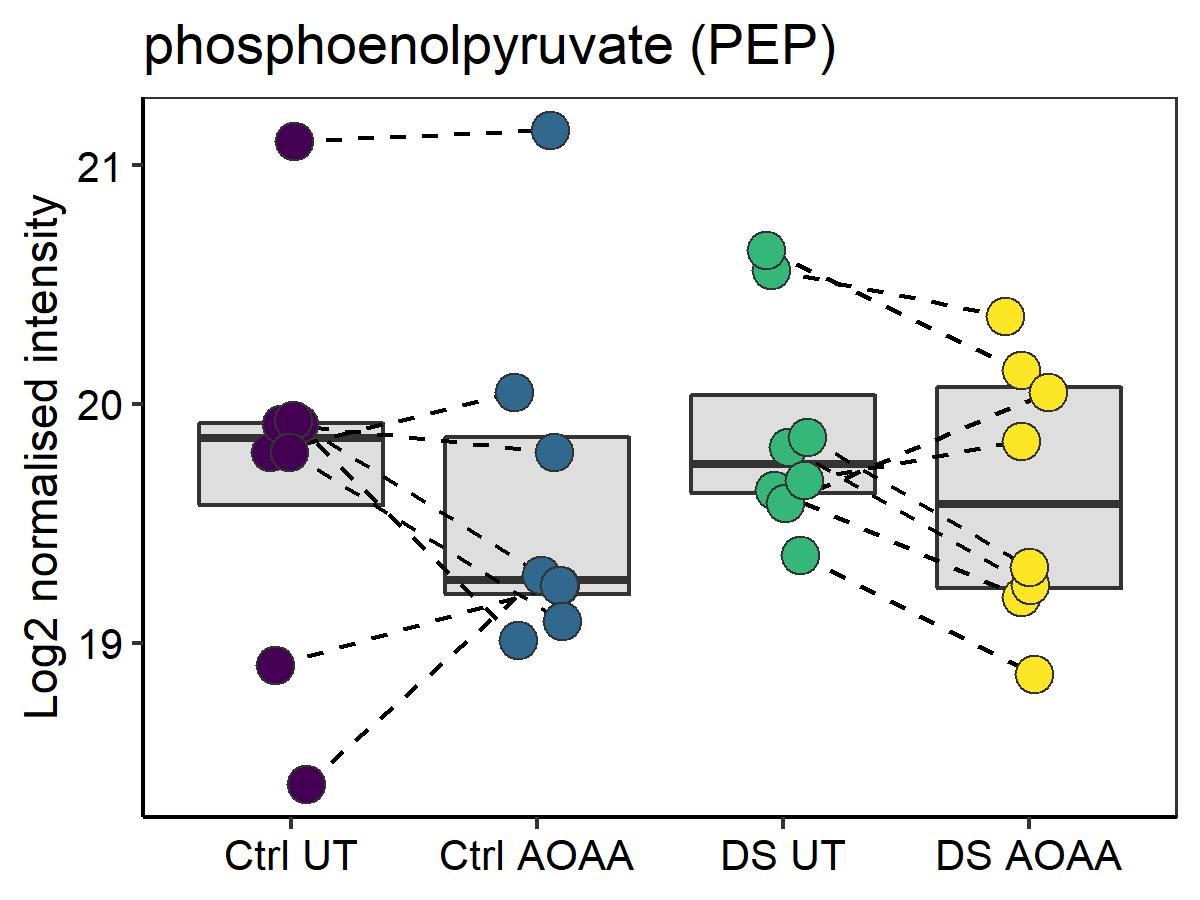 phosphoenolpyruvate (PEP)
Log2 normalised intensity
21
20
19
Ctrl UT
Ctrl AOAA
DS UT
DS AOAA